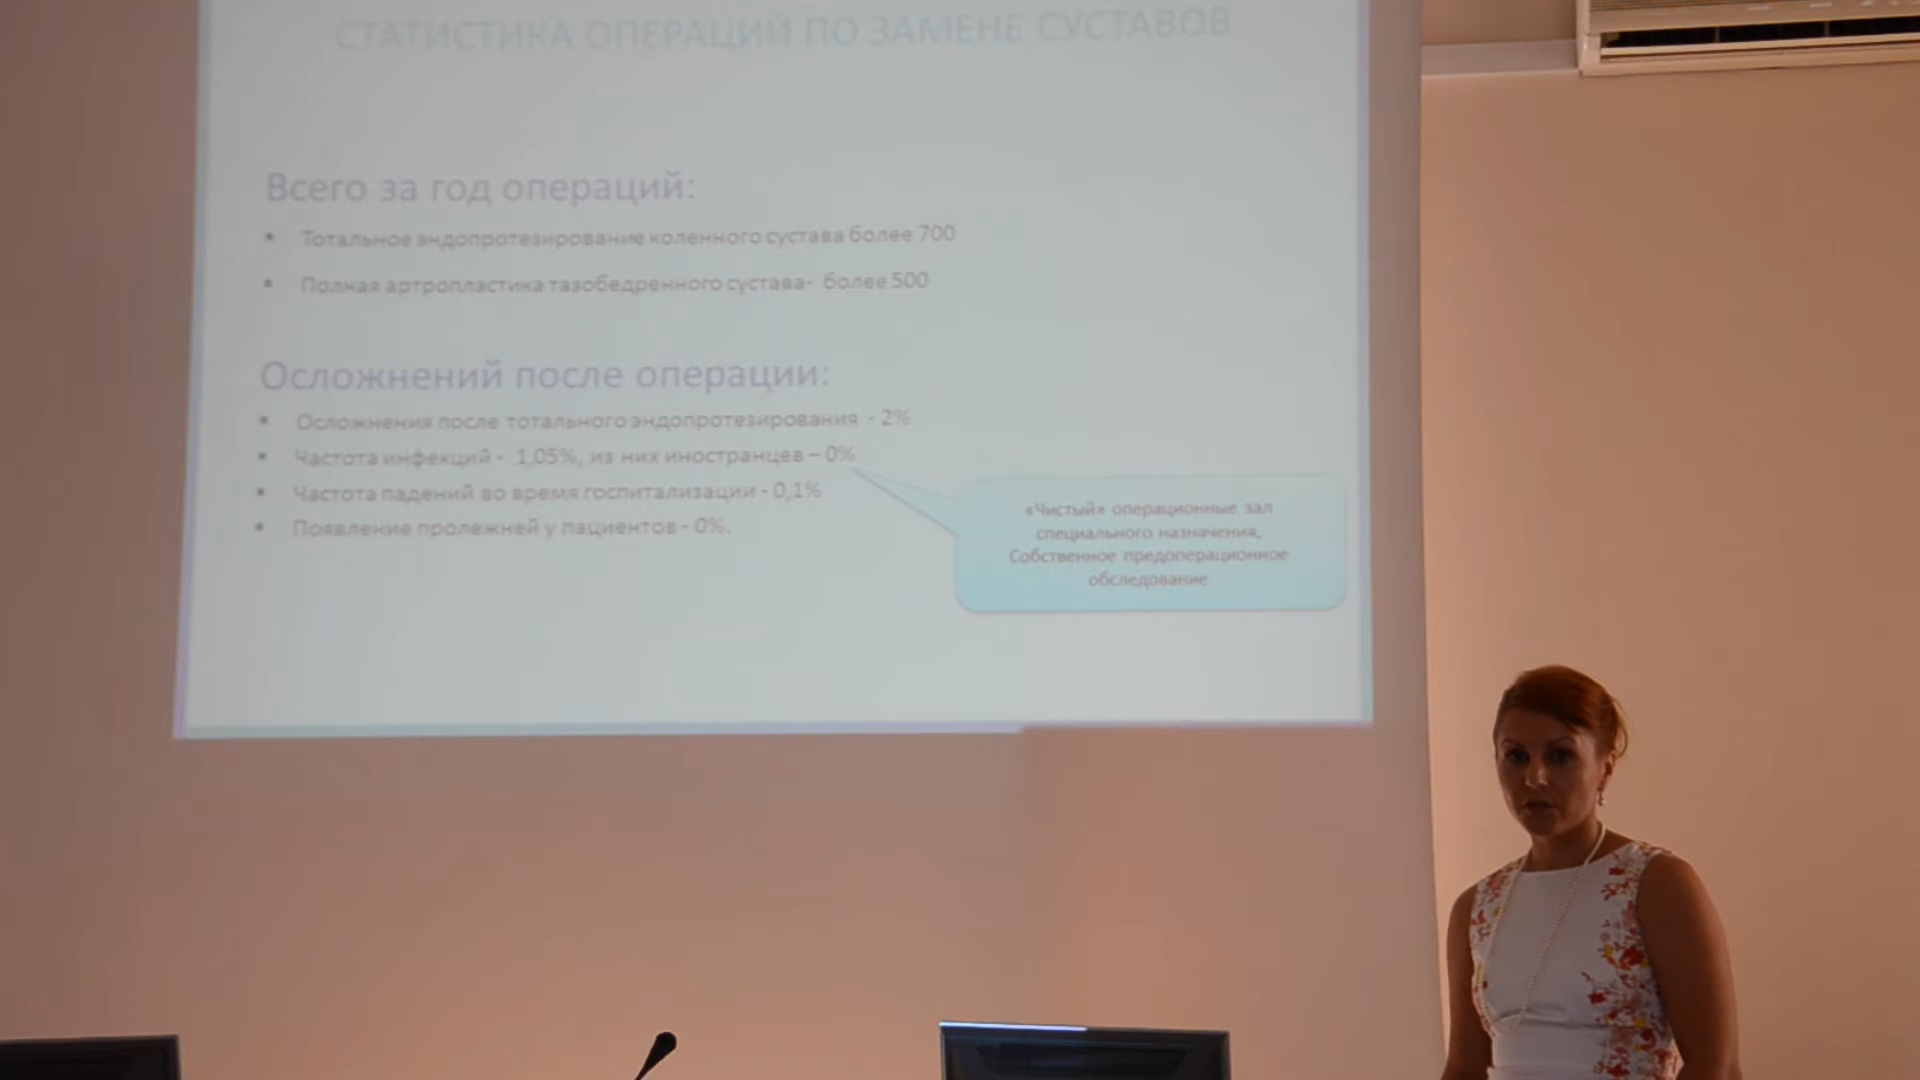 СТАТИСТИКА ОПЕРАЦИЙ ПО ЗАМЕНЕ СУСТАВОВ
Всего за год операций:
• Тотальное эндопротезирование коленного сустава более 700
• Полная артропластика тазобедренного сустава- более 500
Осложнений после операции:
• Осложнения после тотального эндопротезирования - 2%
• Частота инфекций - 1,05%, из них иностранцев – 0%
• Частота падений во время госпитализации - 0,1%
• Появление пролежней у пациентов - 0%.
«Чистый» операционные зал
специального назначения,
Собственное предоперационное
обследование